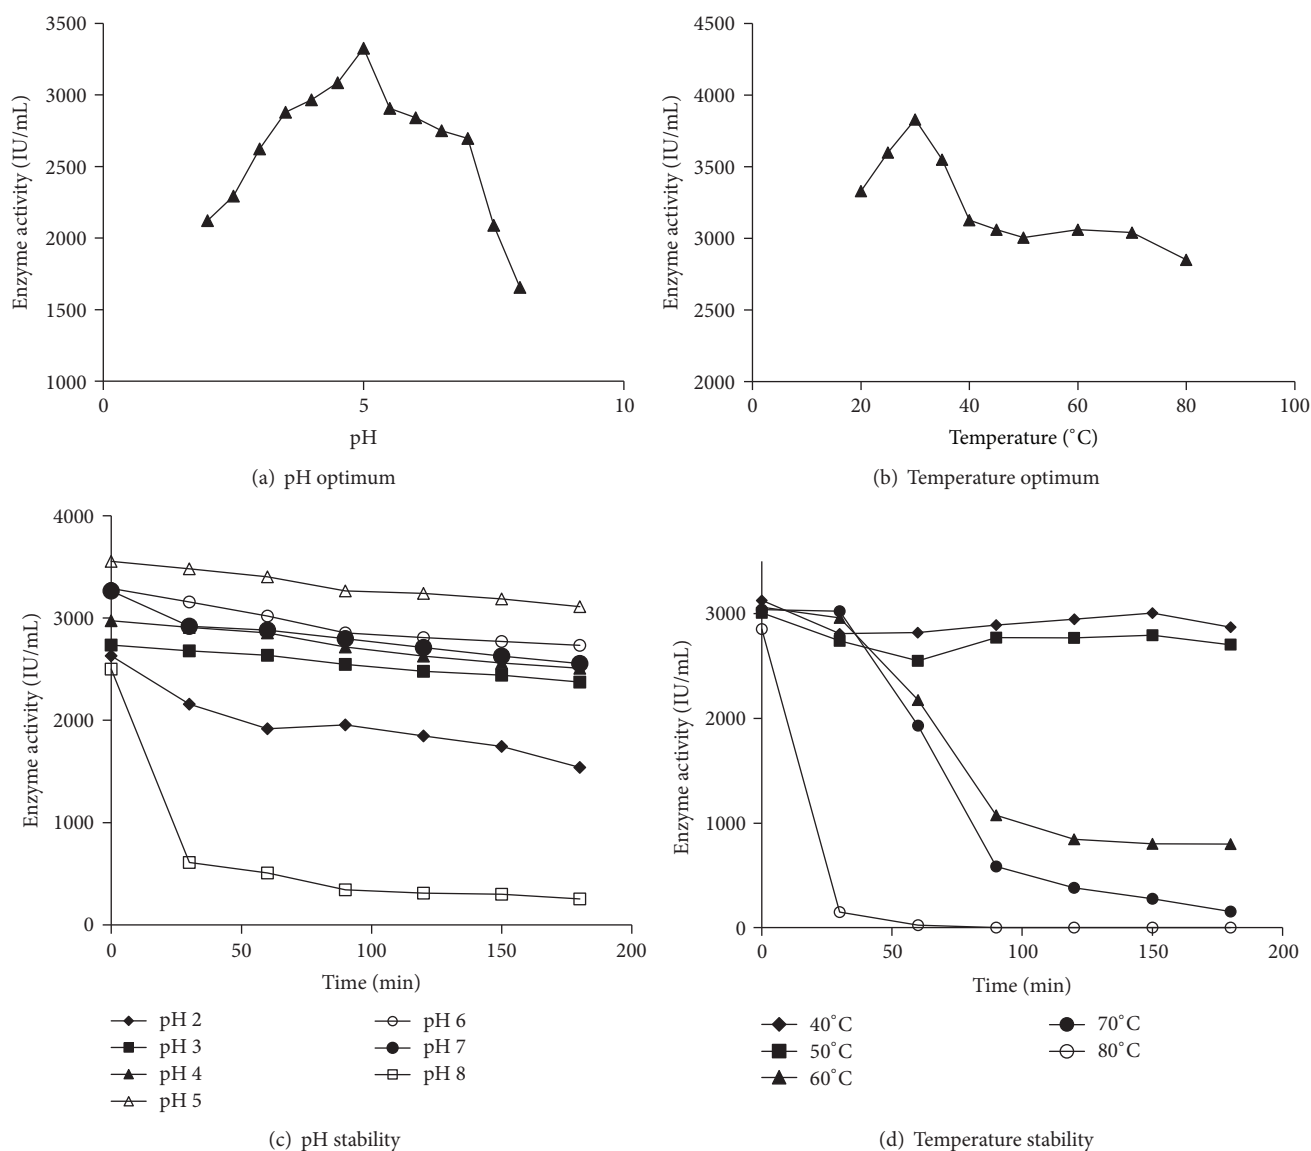 3500
3000
2500
2000
1500
1000
Enzyme activity (IU/mL)
0
5
10
pH
(a) pH optimum
4500
4000
3500
3000
2500
2000
Enzyme activity (IU/mL)
0
20
40
60
80
100
Temperature (˚C)
(b) Temperature optimum
4000
3000
2000
1000
0
Enzyme activity (IU/mL)
0
50
100
150
200
Time (min)
pH 2
pH 3
pH 4
pH 5
pH 6
pH 7
pH 8
(c) pH stability
3000
2000
1000
0
Enzyme activity (IU/mL)
0
50
100
150
200
Time (min)
40˚C
50˚C
60˚C
70˚C
80˚C
(d) Temperature stability